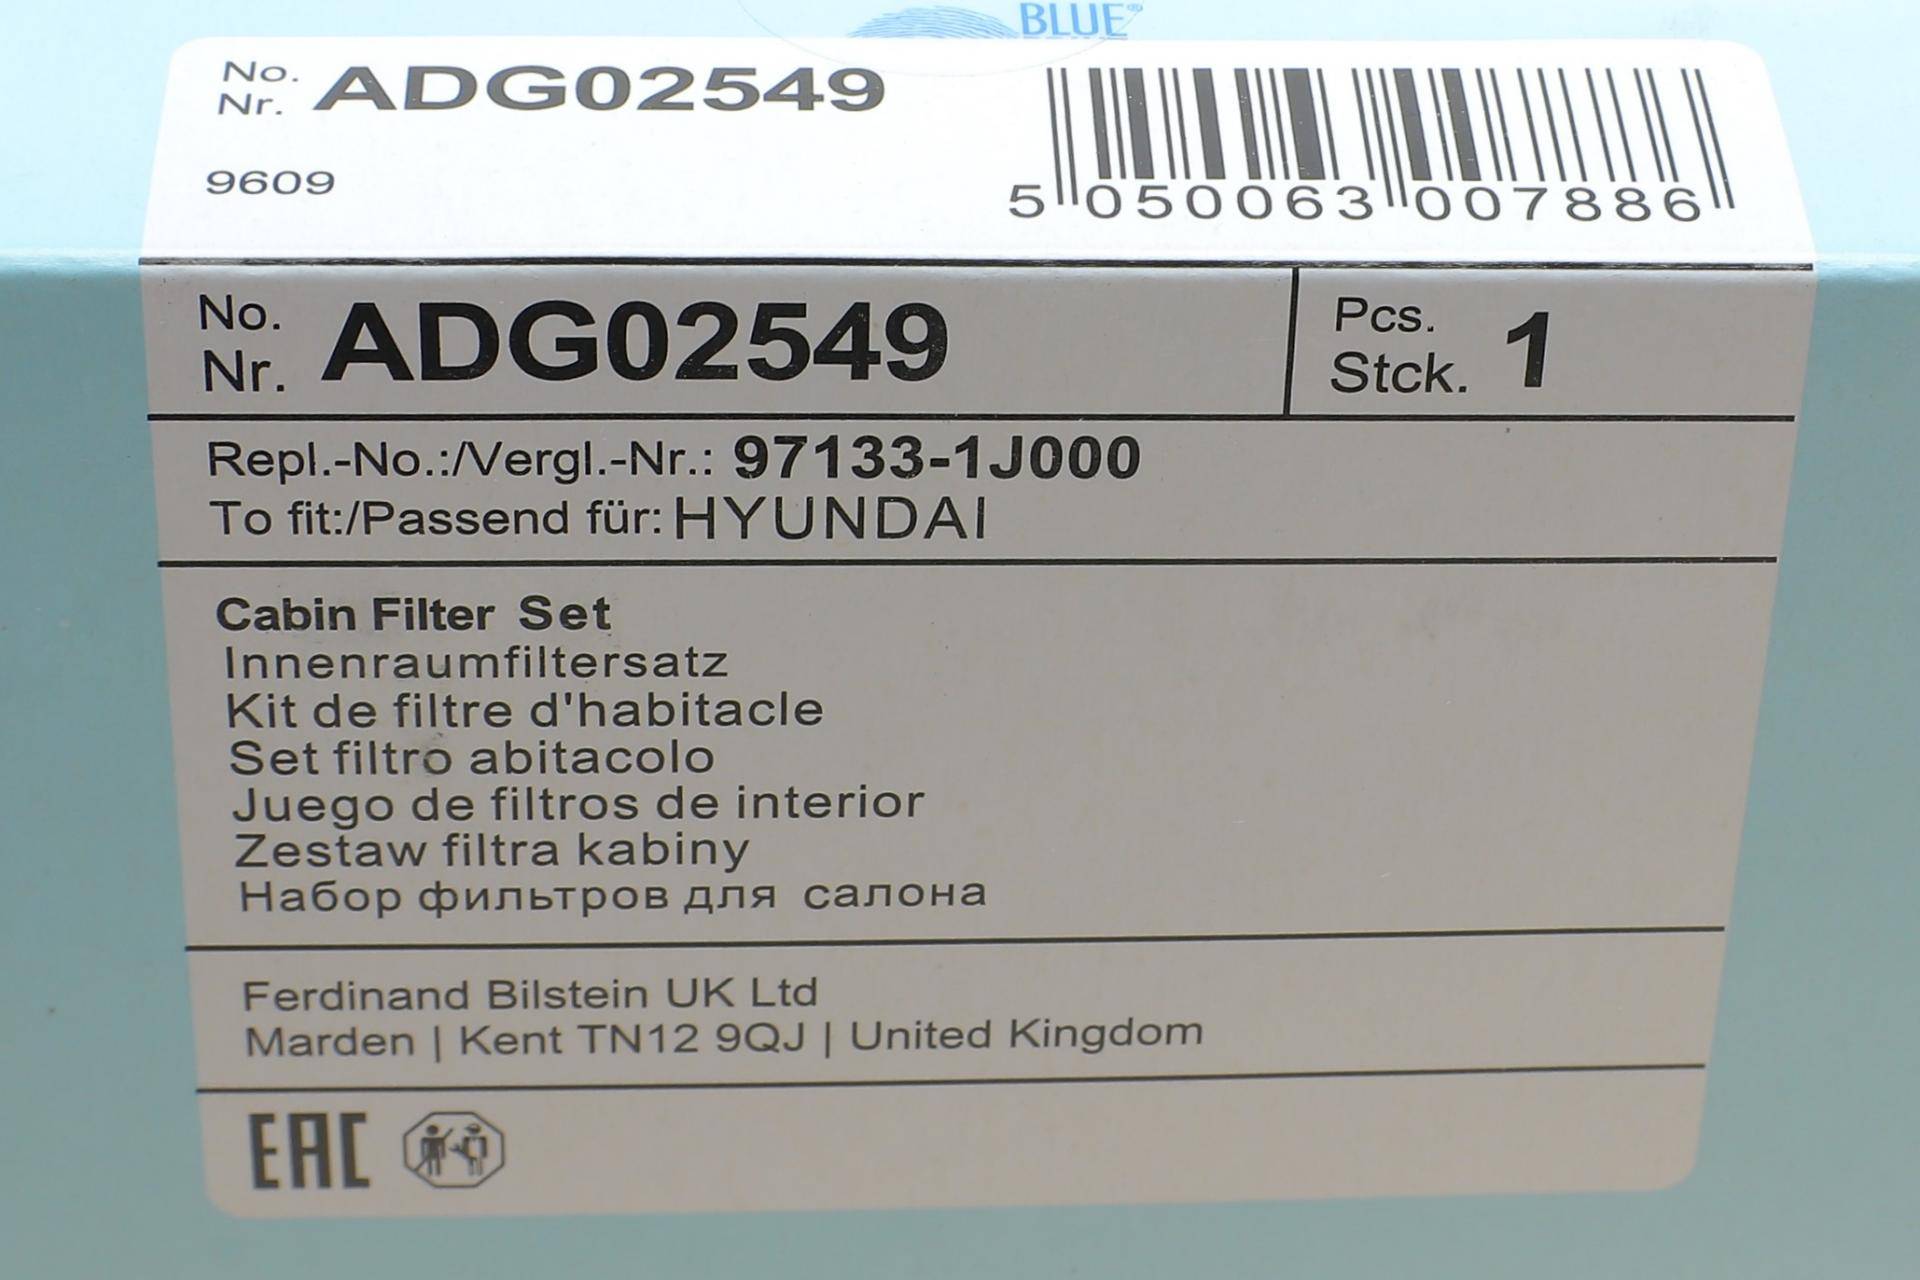 BLUE®
No.
Nr. ADG02549
9609
5 050063 007886
No.
Nr. ADG02549
Pcs.
Stck. 1
Repl.-No.:/Vergl.-Nr.: 97133-1J000
To fit:/Passend für: HYUNDAI
Cabin Filter Set
Innenraumfiltersatz
Kit de filtre d'habitacle
Set filtro abitacolo
Juego de filtros de interior
Zestaw filtra kabiny
Набор фильтров для салона
Ferdinand Bilstein UK Ltd
Marden | Kent TN12 9QJ | United Kingdom
EAC